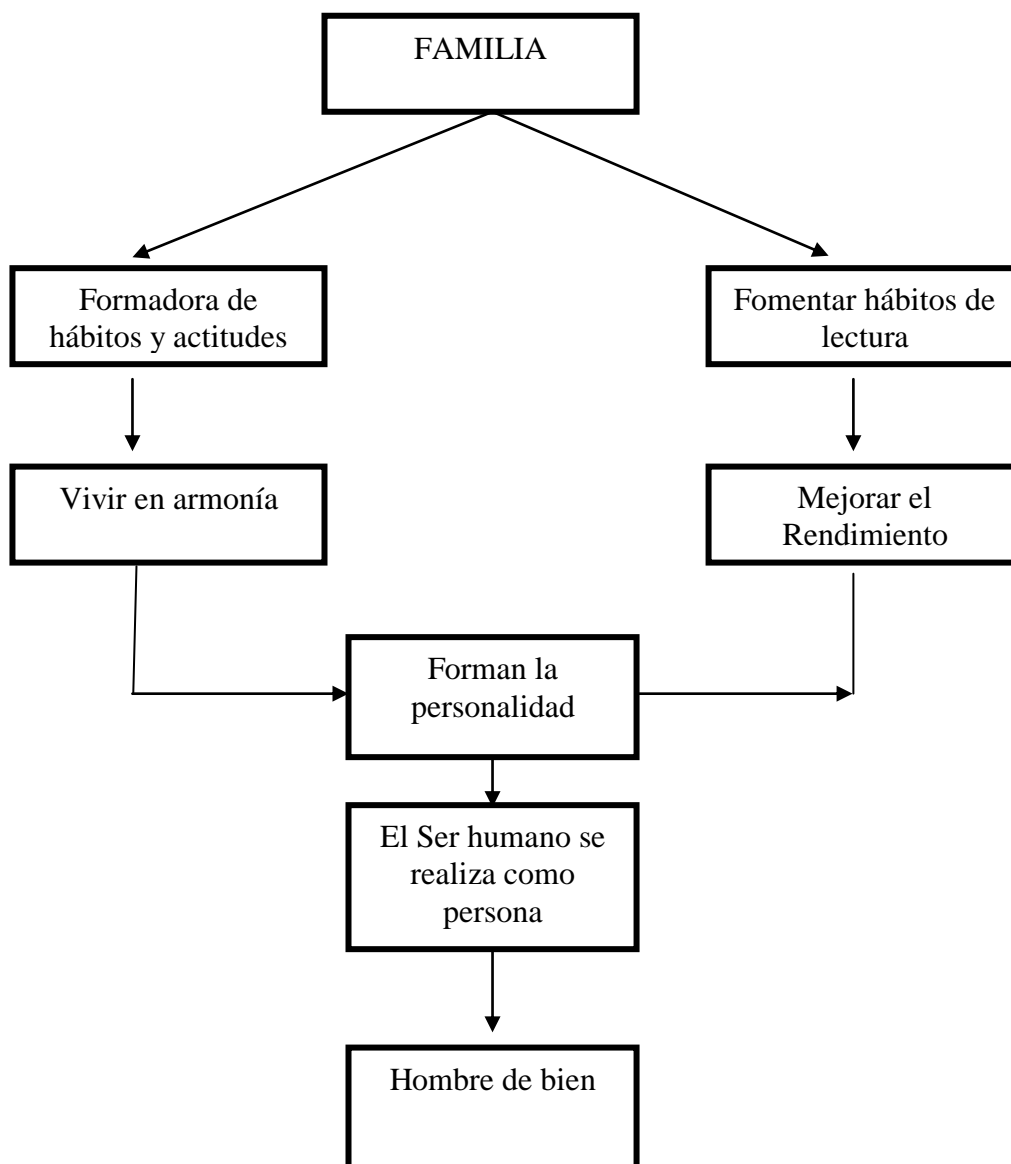 FAMILIA
Formadora de
hábitos y actitudes
Fomentar hábitos de
lectura
Vivir en armonía
Mejorar el
Rendimiento
Forman la
personalidad
El Ser humano se
realiza como
persona
Hombre de bien